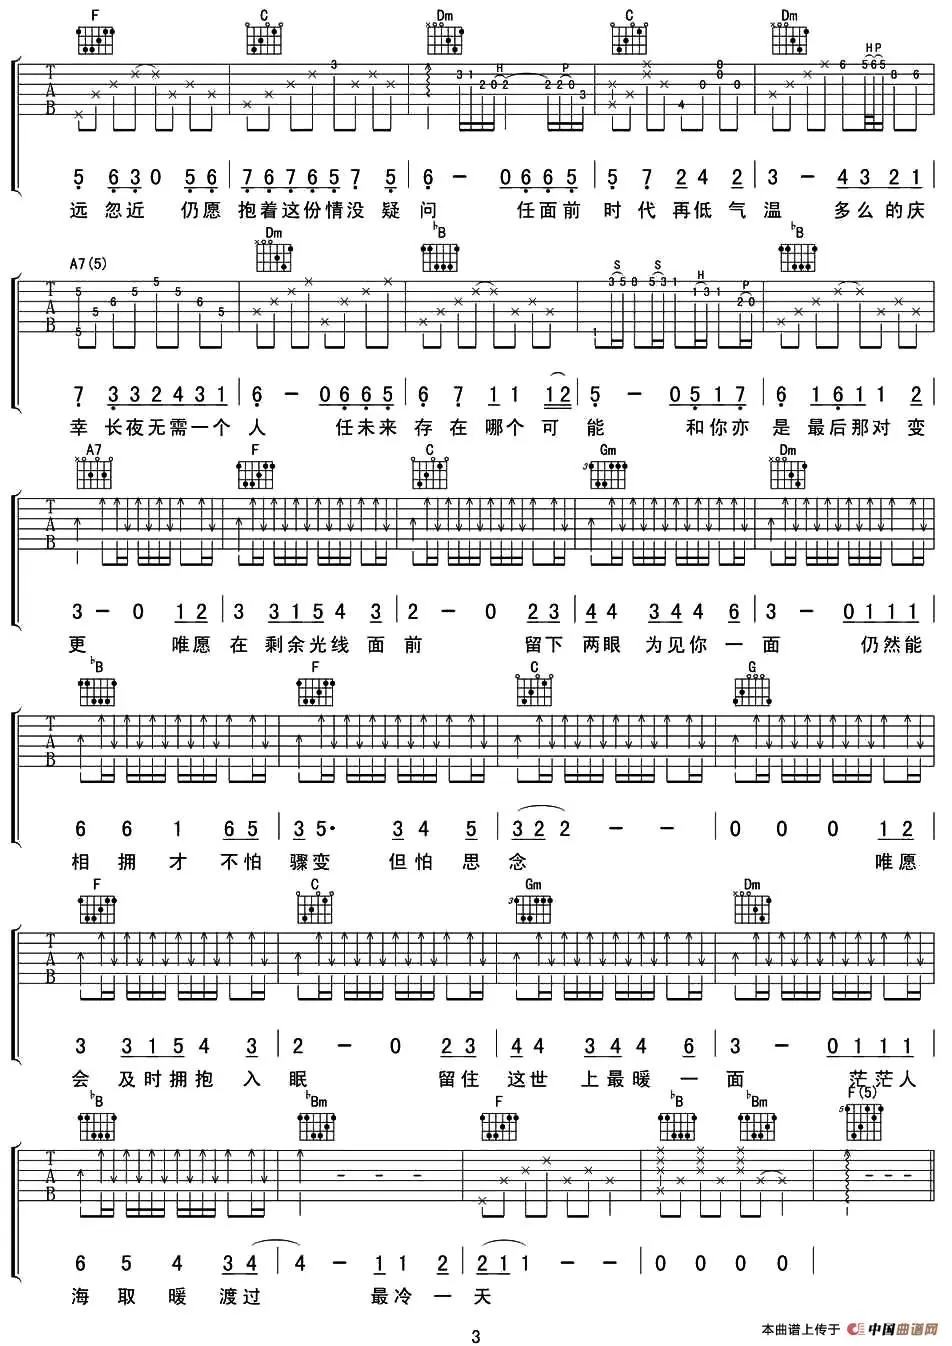 F C Dm C Dm
H P HP
T A B 3 3 1 2 0 2 2 2 0 3 4 0 0 0 0 6 5 6 5 8 6
5 6 3 0 5 6 | 7 6 7 6 5 7 5 | 6 - 0 6 6 5 | 5 7 2 4 2 | 3 - 4 3 2 1
远 忽近 仍愿 抱着这份情没 疑 问 任面前 时 代 再低 气 温 多么 的庆
A7(5) Dm ♭B S S H P ♭B
T A B 5 5 5 6 5 5 5 6 5 1 3 5 8 5 3 1 1 3 1 2 0
7 3 3 2 4 3 1 | 6 - 0 6 6 5 | 6 7 1 1 1 2 | 5 - 0 5 1 7 | 6 1 6 1 1 2
幸 长夜无需一个 人 任未来 存 在 哪个 可 能 和你亦 是 最后那 对 变
A7 F C Gm 3 Dm
T A B
3 - 0 1 2 | 3 3 1 5 4 3 | 2 - 0 2 3 | 4 4 3 4 4 6 | 3 - 0 1 1 1
更 唯愿 在 剩余光线 面 前 留下 两眼 为见你 一 面 仍然能
♭B F C G
T A B
6 6 1 6 5 | 3 5· 3 4 5 | 3 2 2 - - | 0 0 0 1 2
相 拥 才 不怕 骤变 但怕 思 念 唯愿
F C Gm 3 Dm
T A B
3 3 1 5 4 3 | 2 - 0 2 3 | 4 4 3 4 4 6 | 3 - 0 1 1 1
会 及时拥抱 入 眠 留住 这世 上最暖 一 面 茫茫人
♭B ♭Bm F ♭B ♭Bm F(5) 5
T A B - - - - - -
6 5 4 3 4 | 4 - 1 1 2 | 2 1 1 - - | 0 0 0 0 |
海 取 暖 渡过 最冷 一 天
3
本曲谱上传于 中国曲谱网